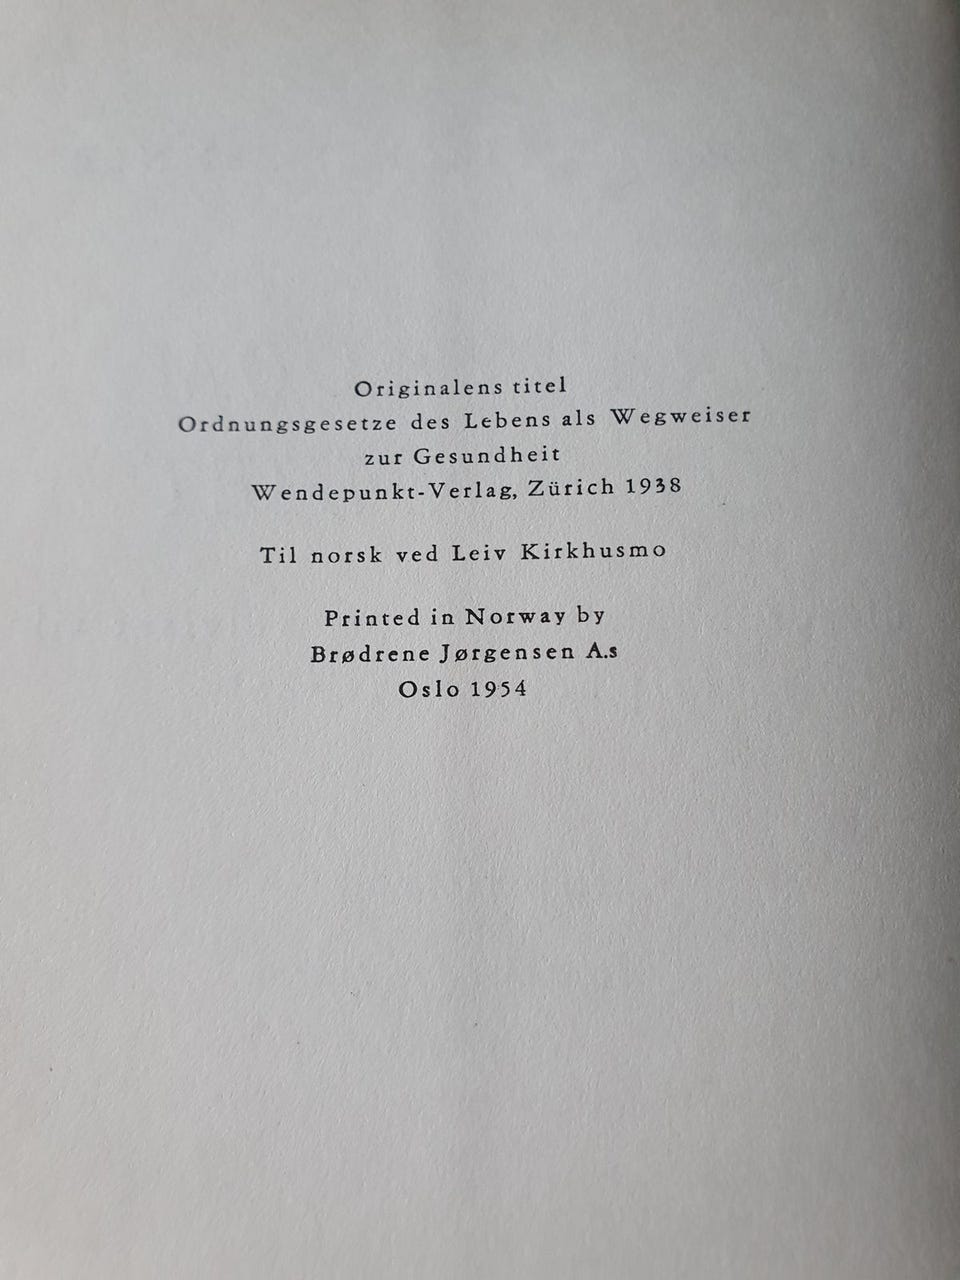 Originalens titel
Ordnungsgesetze des Lebens als Wegweiser
zur Gesundheit
Wendepunkt-Verlag, Zürich 1938
Til norsk ved Leiv Kirkhusmo
Printed in Norway by
Brødrene Jørgensen A.s
Oslo 1954